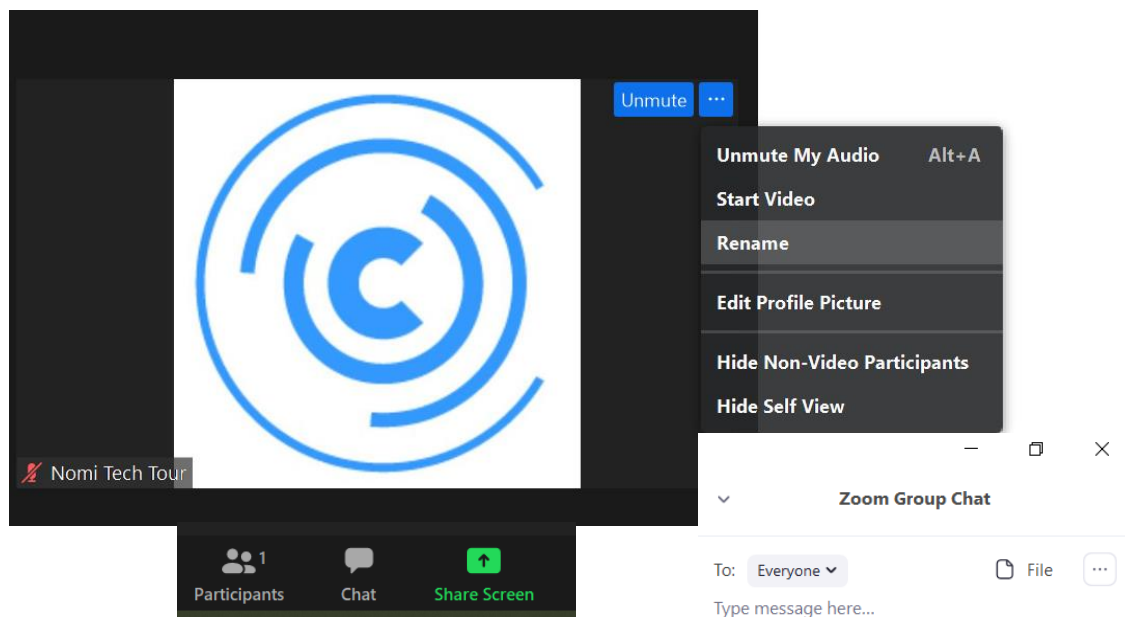 Unmute ...
Unmute My Audio Alt+A
Start Video
Rename
Edit Profile Picture
Hide Non-Video Participants
Hide Self View
Nomi Tech Tour
Zoom Group Chat
1
Participants Chat Share Screen
To: Everyone File ...
Type message here...